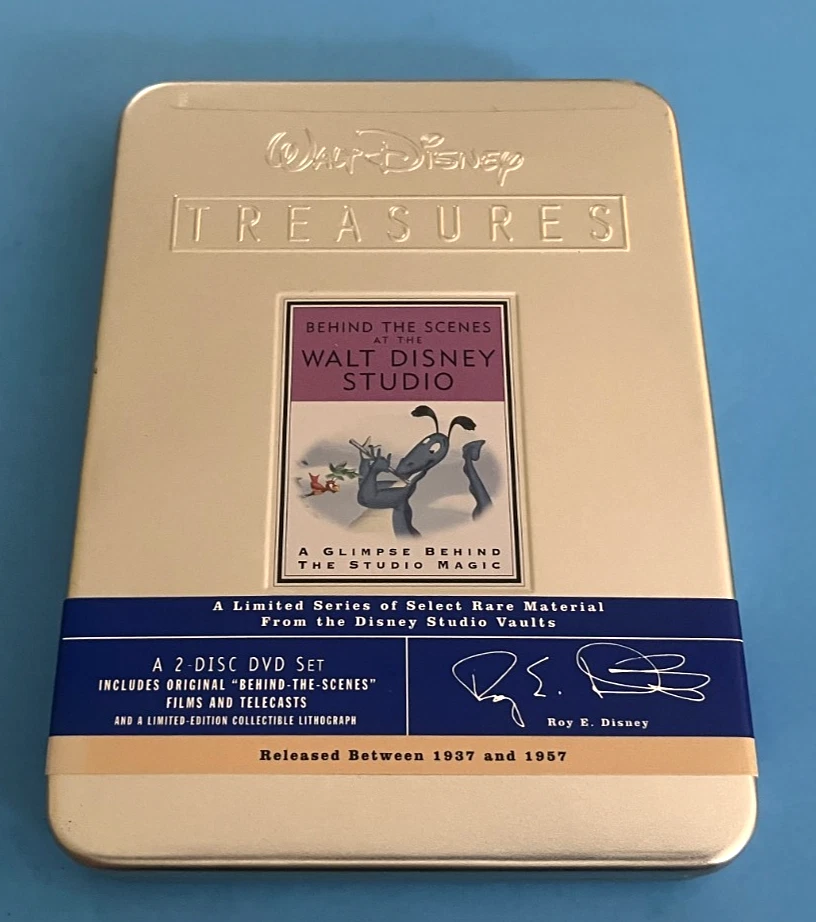 WALT DISNEY
TREASURES
BEHIND THE SCENES
AT THE
WALT DISNEY
STUDIO
A GLIMPSE BEHIND
THE STUDIO MAGIC
A Limited Series of Select Rare Material
From the Disney Studio Vaults
A 2-DISC DVD SET
INCLUDES ORIGINAL "BEHIND-THE-SCENES"
FILMS AND TELECASTS
AND A LIMITED-EDITION COLLECTIBLE LITHOGRAPH
Roy E. Disney
Roy E. Disney
Released Between 1937 and 1957